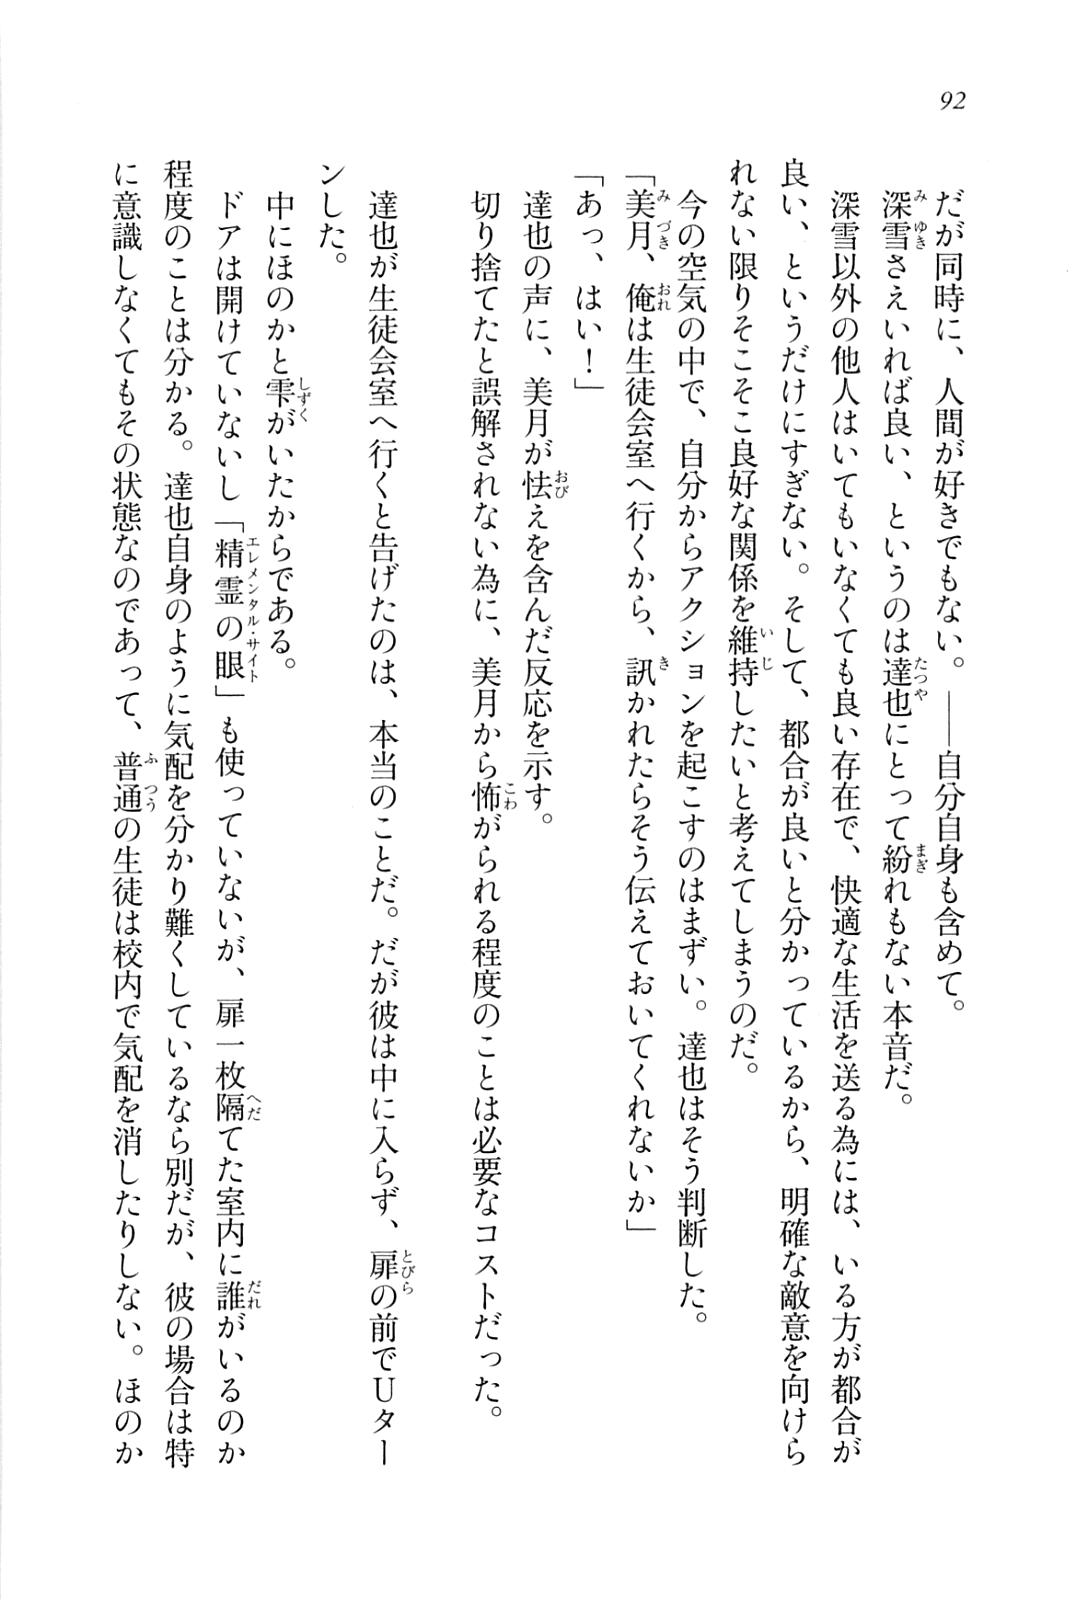 92
だが同時に、人間が好きでもない。――自分自身も含めて。
深雪さえいれば良い、というのは達也にとって紛れもない本音だ。
深雪以外の他人はいてもいなくても良い存在で、快適な生活を送る為には、いる方が都合が
良い、というだけにすぎない。そして、都合が良いと分かっているから、明確な敵意を向けら
れない限りそこそこ良好な関係を維持したいと考えてしまうのだ。
今の空気の中で、自分からアクションを起こすのはまずい。達也はそう判断した。
「美月、俺は生徒会室へ行くから、訊かれたらそう伝えておいてくれないか」
「あっ、はい！」
達也の声に、美月が怯えを含んだ反応を示す。
切り捨てたと誤解されない為に、美月から怖がられる程度のことは必要なコストだった。
達也が生徒会室へ行くと告げたのは、本当のことだ。だが彼は中に入らず、扉の前でUター
ンした。
中にほのかと雫がいたからである。
ドアは開けていないし「精霊の眼」も使っていないが、扉一枚隔てた室内に誰がいるのか
程度のことは分かる。達也自身のように気配を分かり難くしているなら別だが、彼の場合は特
に意識しなくてもその状態なのであって、普通の生徒は校内で気配を消したりしない。ほのか